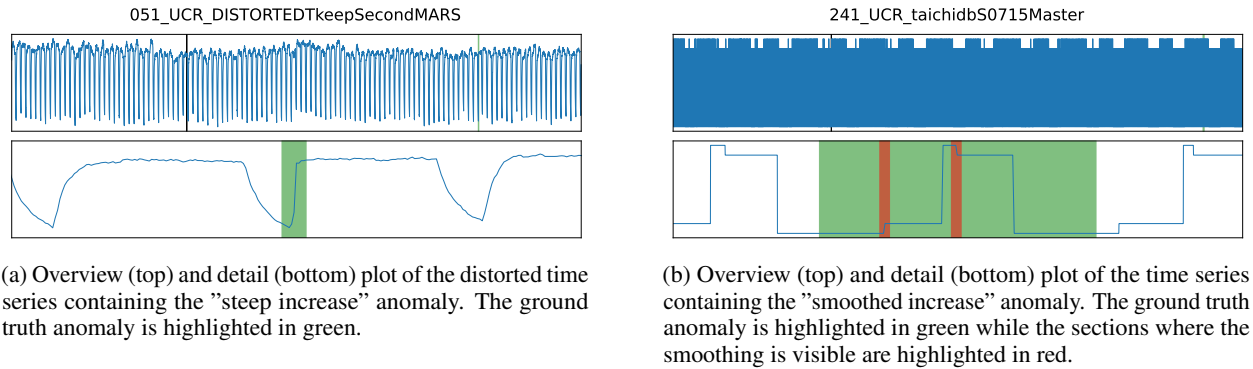 051_UCR_DISTORTEDTkeepSecondMARS
(a) Overview (top) and detail (bottom) plot of the distorted time
series containing the ”steep increase” anomaly. The ground
truth anomaly is highlighted in green.
241_UCR_taichidbS0715Master
(b) Overview (top) and detail (bottom) plot of the time series
containing the ”smoothed increase” anomaly. The ground truth
anomaly is highlighted in green while the sections where the
smoothing is visible are highlighted in red.